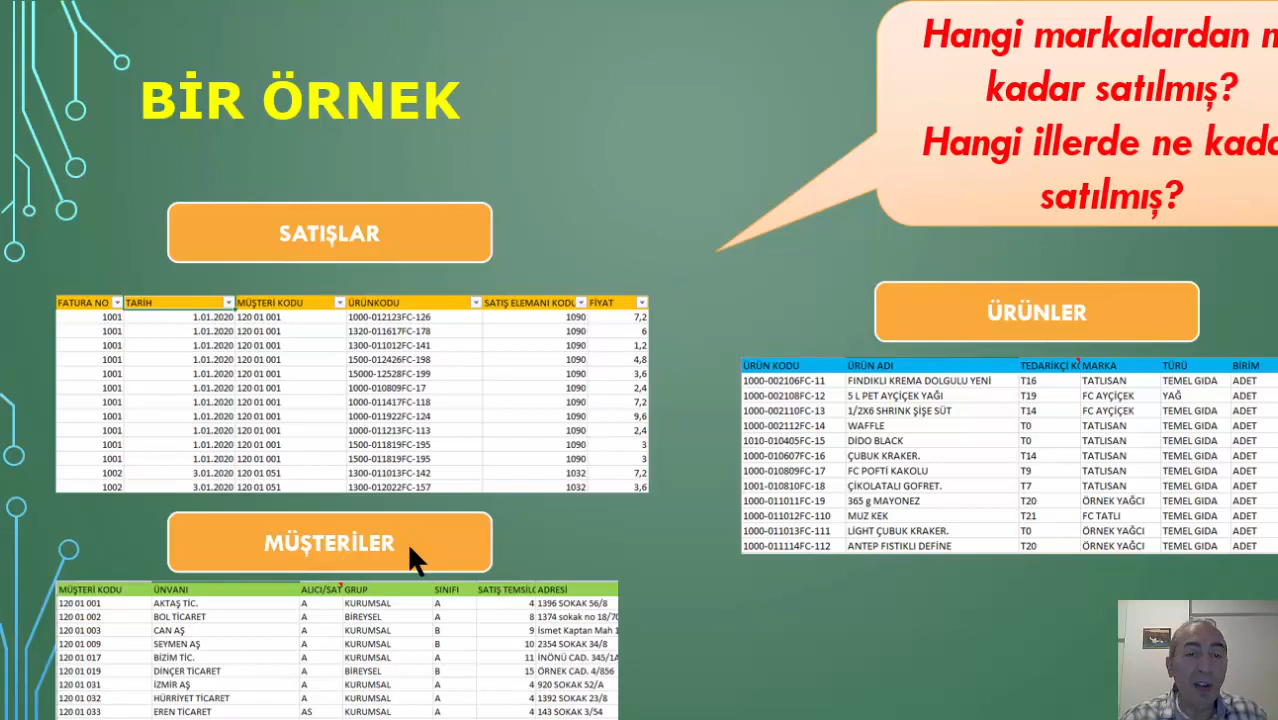 BİR ÖRNEK
Hangi markalardan n
kadar satılmış?
Hangi illerde ne kada
satılmış?
SATIŞLAR
FATURA NO TARİH MÜŞTERİ KODU ÜRÜNKODU SATIŞ ELEMANI KODU FİYAT
1001 1.01.2020 120 01 001 1000-012123FC-126 1090 7,2
1001 1.01.2020 120 01 001 1320-011617FC-178 1090 6
1001 1.01.2020 120 01 001 1300-011012FC-141 1090 1,2
1001 1.01.2020 120 01 001 1500-012426FC-198 1090 4,8
1001 1.01.2020 120 01 001 15000-12528FC-199 1090 3,6
1001 1.01.2020 120 01 001 1000-010809FC-17 1090 2,4
1001 1.01.2020 120 01 001 1000-011417FC-118 1090 7,2
1001 1.01.2020 120 01 001 1000-011922FC-124 1090 9,6
1001 1.01.2020 120 01 001 1000-011213FC-113 1090 2,4
1001 1.01.2020 120 01 001 1500-011819FC-195 1090 3
1001 1.01.2020 120 01 001 1500-011819FC-195 1090 3
1002 3.01.2020 120 01 051 1300-011013FC-142 1032 7,2
1002 3.01.2020 120 01 051 1300-012022FC-157 1032 3,6
ÜRÜNLER
ÜRÜN KODU ÜRÜN ADI TEDARİKÇİ KO MARKA TÜRÜ BİRİM
1000-002106FC-11 FINDIKLI KREMA DOLGULU YENİ T16 TATLISAN TEMEL GIDA ADET
1000-002108FC-12 5 L PET AYÇİÇEK YAĞI T19 FC AYÇİÇEK YAĞ ADET
1000-002110FC-13 1/2X6 SHRINK ŞİŞE SÜT T14 FC AYÇİÇEK TEMEL GIDA ADET
1000-002112FC-14 WAFFLE T0 TATLISAN TEMEL GIDA ADET
1010-010405FC-15 DİDO BLACK T0 TATLISAN TEMEL GIDA ADET
1000-010607FC-16 ÇUBUK KRAKER. T14 TATLISAN TEMEL GIDA ADET
1000-010809FC-17 FC POFTİ KAKOLU T9 TATLISAN TEMEL GIDA ADET
1001-010810FC-18 ÇİKOLATALI GOFRET. T7 TATLISAN TEMEL GIDA ADET
1000-011011FC-19 365 g MAYONEZ T20 ÖRNEK YAĞCI TEMEL GIDA ADET
1000-011012FC-110 MUZ KEK T21 FC TATLI TEMEL GIDA ADET
1000-011013FC-111 LİGHT ÇUBUK KRAKER. T0 ÖRNEK YAĞCI TEMEL GIDA ADET
1000-011114FC-112 ANTEP FISTIKLI DEFİNE T20 ÖRNEK YAĞCI TEMEL GIDA ADET
MÜŞTERİLER
MÜŞTERİ KODU ÜNVANI ALICI/SAT GRUP SINIFI SATIŞ TEMSİLC ADRESİ
120 01 001 AKTAŞ TİC. A KURUMSAL A 4 1396 SOKAK 56/8
120 01 002 BOL TİCARET A BİREYSEL B 8 1374 sokak no 18/70
120 01 003 CAN AŞ A KURUMSAL B 9 İsmet Kaptan Mah 1
120 01 009 SEYMEN AŞ A KURUMSAL B 10 2354 SOKAK 34/8
120 01 017 BİZİM TİC. A KURUMSAL A 11 İNÖNÜ CAD. 345/1A
120 01 019 DİNÇER TİCARET A BİREYSEL B 15 ÖRNEK CAD. 4/856
120 01 031 İZMİR AŞ A KURUMSAL A 4 920 SOKAK 52/A
120 01 032 HÜRRİYET TİCARET A KURUMSAL A 4 1392 SOKAK 23/8
120 01 033 EREN TİCARET AS KURUMSAL A 4 143 SOKAK 3/54